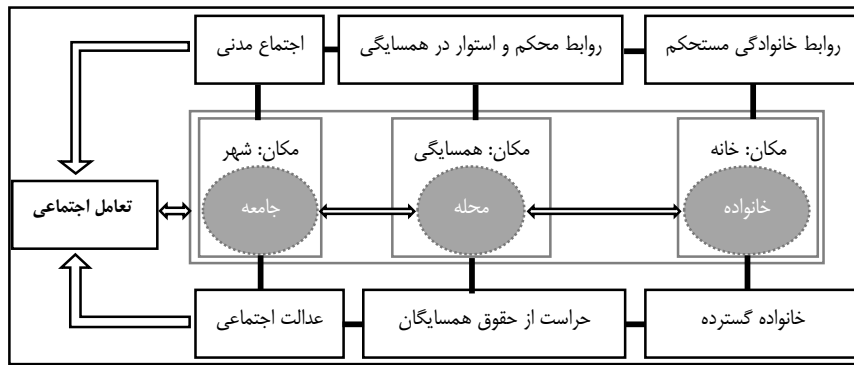 روابط خانوادگی مستحکم
روابط محکم و استوار در همسایگی
اجتماع مدنی
مکان: خانه
مکان: همسایگی
مکان: شهر
خانواده
محله
جامعه
تعامل اجتماعی
خانواده گسترده
حراست از حقوق همسایگان
عدالت اجتماعی